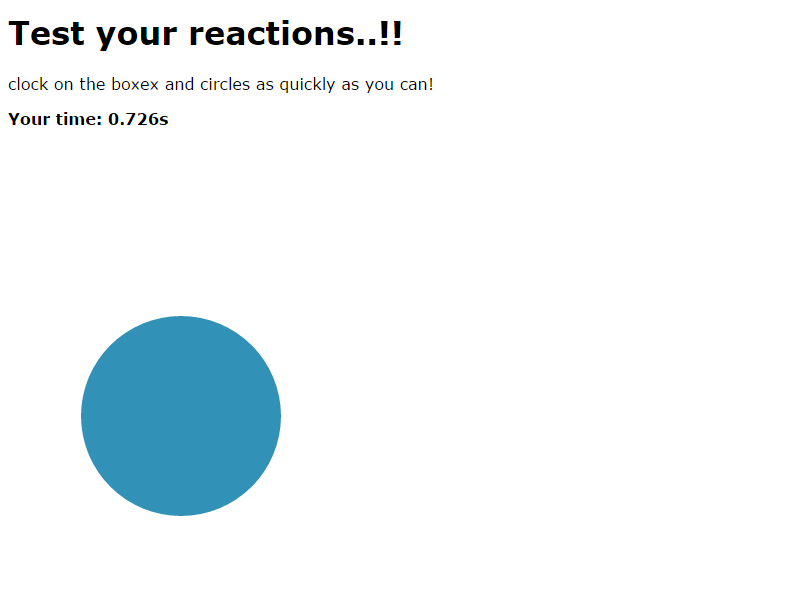 Test your reactions..!!
clock on the boxex and circles as quickly as you can!
Your time: 0.726s